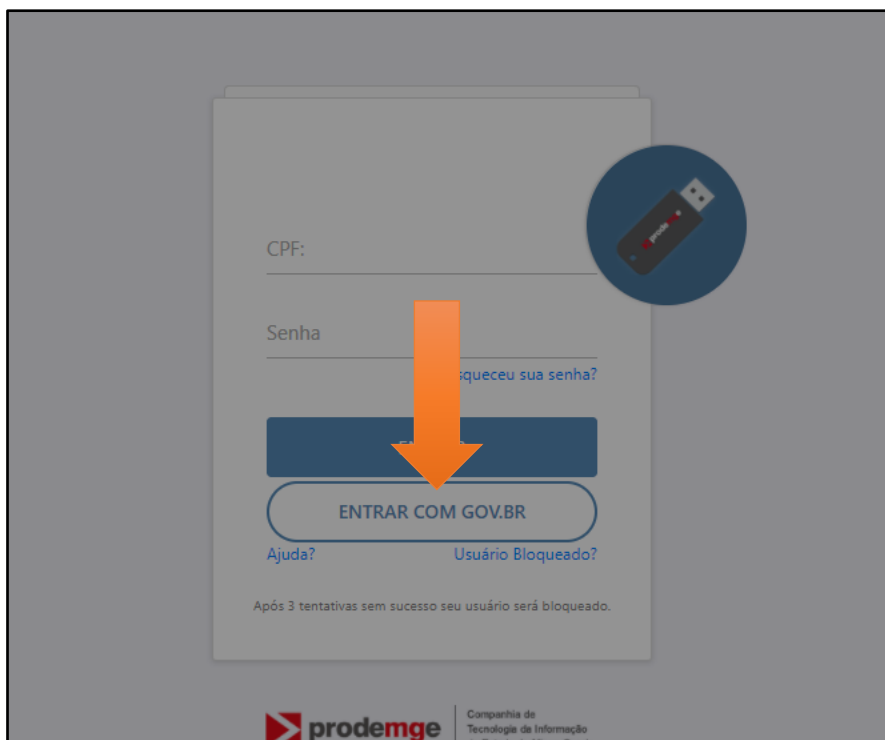 CPF:
prodemge
Senha
squeceu sua senha?
ENTRAR COM GOV.BR
Ajuda?
Usuário Bloqueado?
Após 3 tentativas sem sucesso seu usuário será bloqueado.
prodemge
Companhia de
Tecnologia da Informação